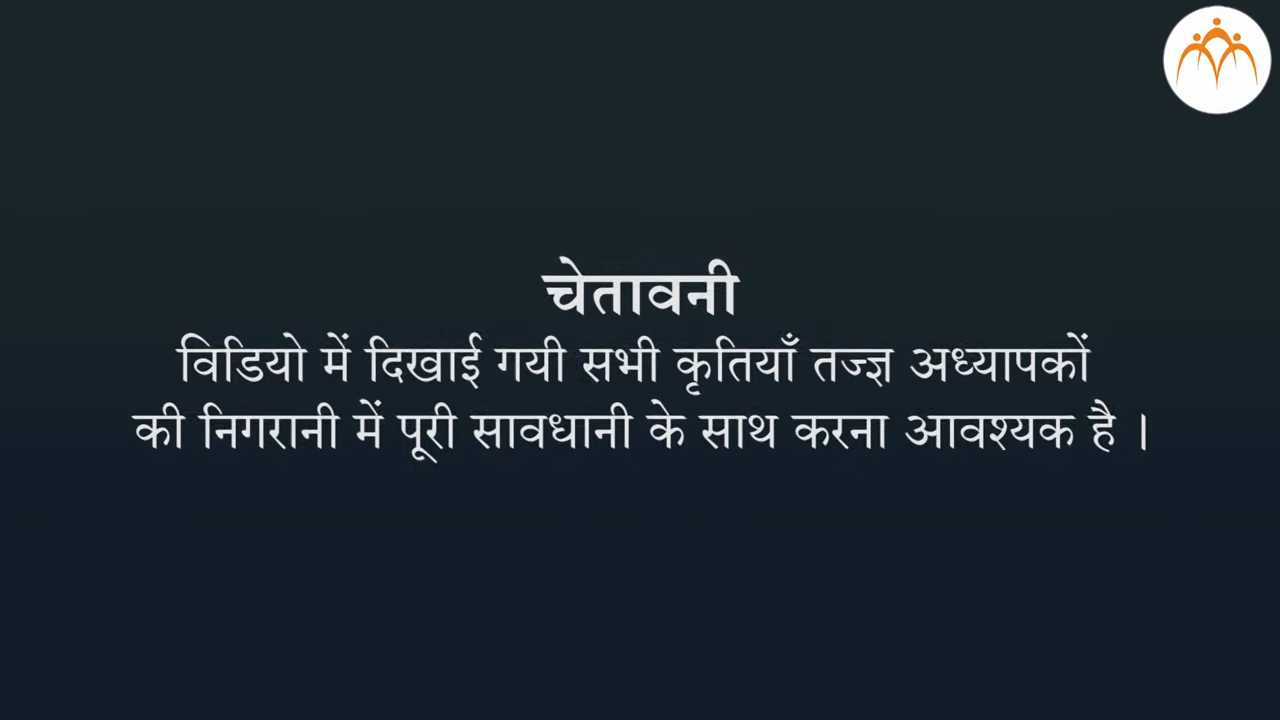 चेतावनी
विडियो में दिखाई गयी सभी कृतियाँ तज्ज्ञ अध्यापकों
की निगरानी में पूरी सावधानी के साथ करना आवश्यक है ।